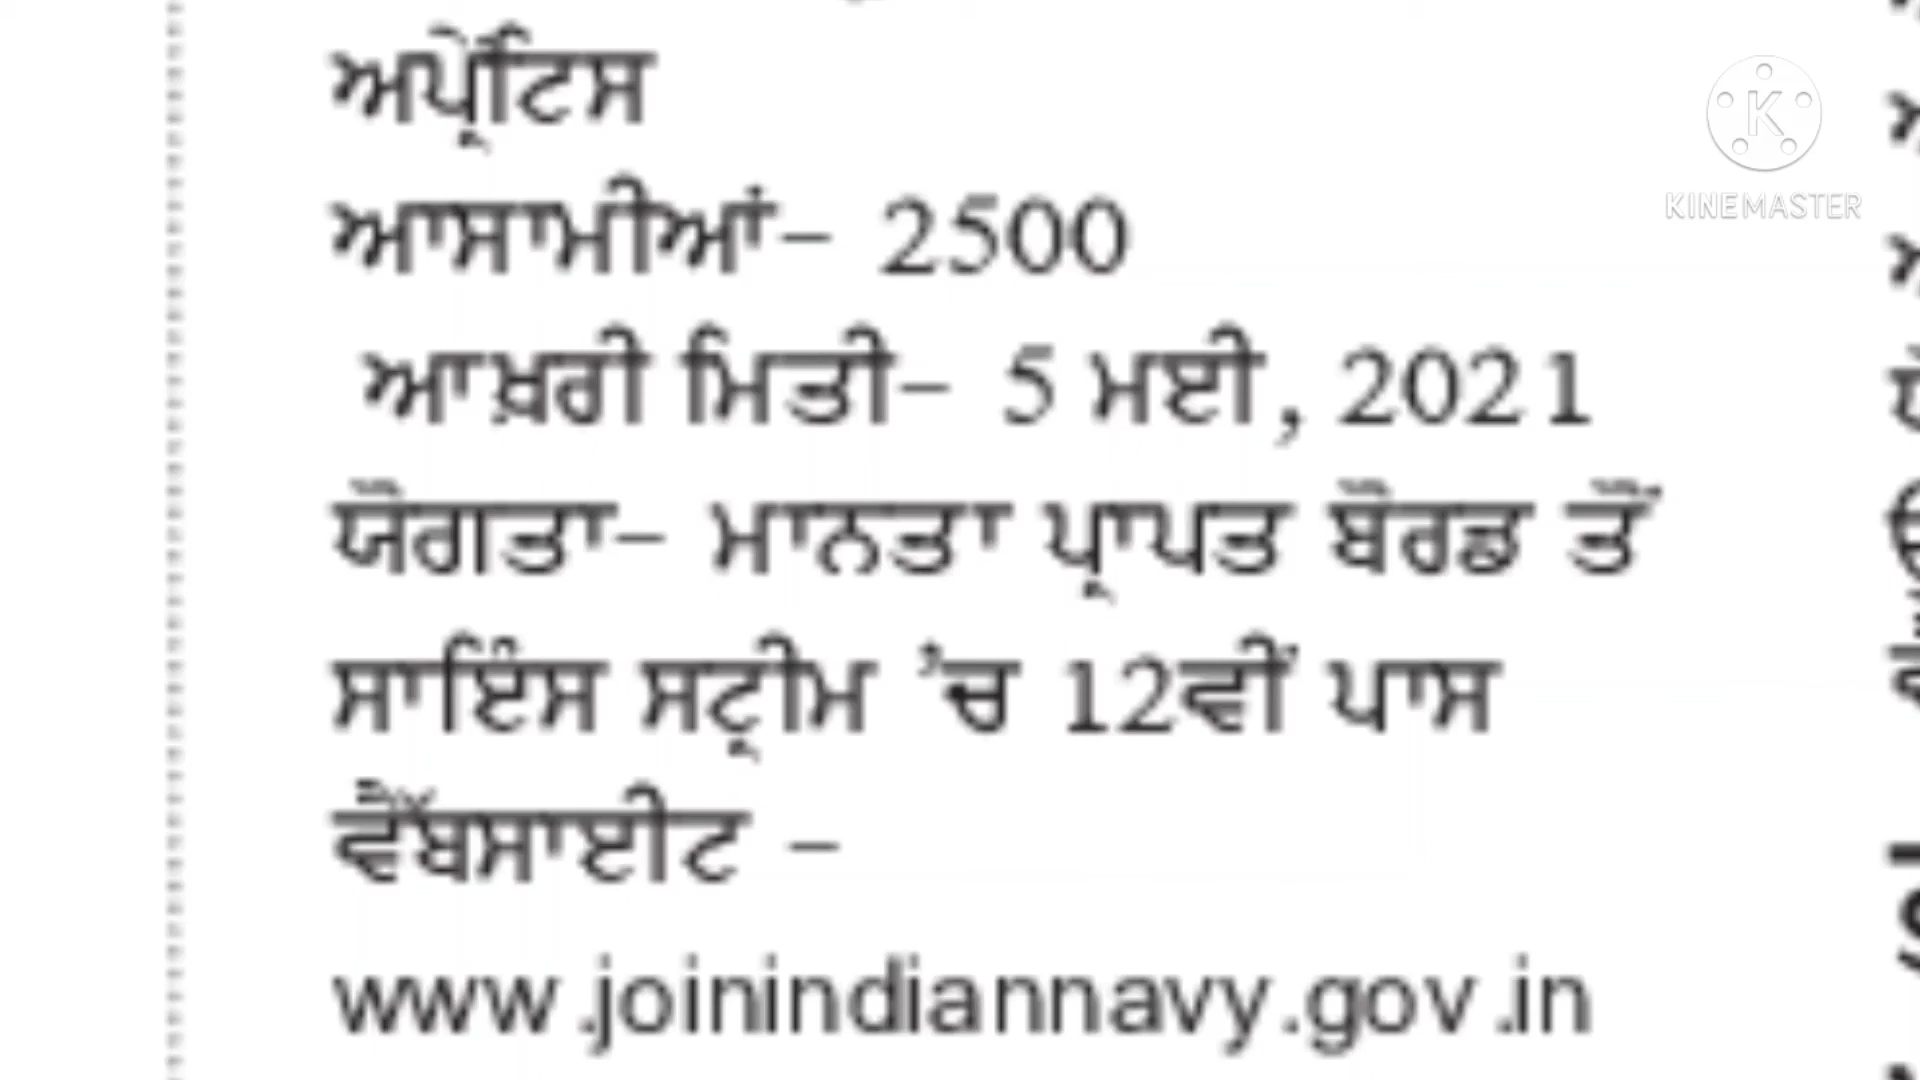 ਅਪ੍ਰੈਂਟਿਸ
ਆਸਾਮੀਆਂ- 2500
ਆਖ਼ਰੀ ਮਿਤੀ- 5 ਮਈ, 2021
ਯੋਗਤਾ- ਮਾਨਤਾ ਪ੍ਰਾਪਤ ਬੋਰਡ ਤੋਂ
ਸਾਇੰਸ ਸਟ੍ਰੀਮ 'ਚ 12ਵੀਂ ਪਾਸ
ਵੈੱਬਸਾਈਟ -
www.joinindiannavy.gov.in
KINEMASTER